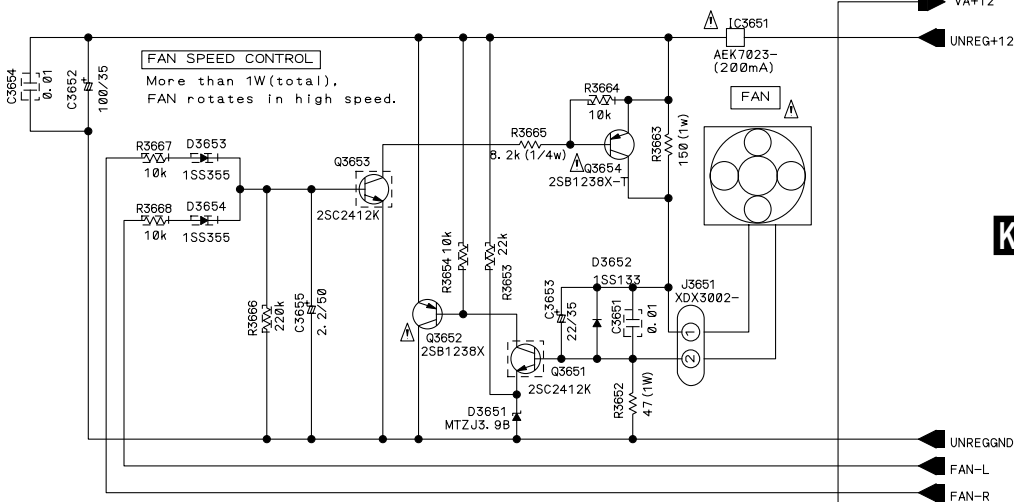 VA+12
IC3651
UNREG+12
AEK7023-
(200mA)
FAN SPEED CONTROL
More than 1W(total),
FAN rotates in high speed.
C3654
0.01
C3652
100/35
R3664
10k
FAN
R3667
10k
D3653
1SS355
Q3653
2SC2412K
R3665
8.2k(1/4w)
Q3654
2SB1238X-T
R3663
150(1w)
R3668
10k
D3654
1SS355
K
R3654 10k
R3653 22k
D3652
1SS133
J3651
XDX3002-
C3653
22/35
C3651
0.01
R3666
220k
C3655
2.2/50
1
2
Q3652
2SB1238X
Q3651
2SC2412K
R3652
47(1W)
D3651
MTZJ3.9B
UNREGGND
FAN-L
FAN-R